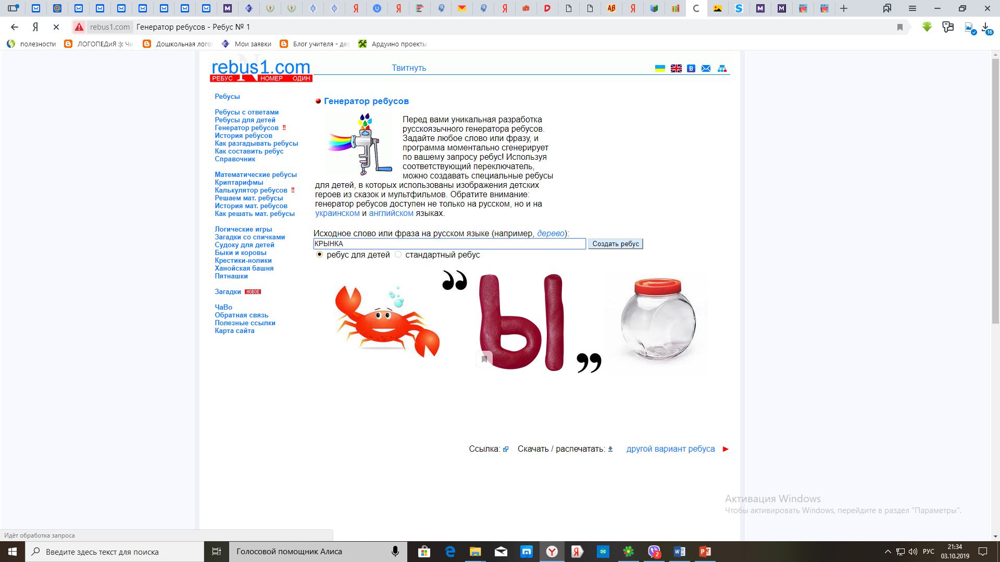 rebus1.com Генератор ребусов - Ребус № 1
16
полезности
ЛОГОПЕДиЯ :): Чи
Дошкольная лого
Мои заявки
Блог учителя - де
Ардуино проекты
rebus1.com
РЕБУС N НОМЕР ОДИН
Твитнуть
Ребусы
Ребусы с ответами
Ребусы для детей
Генератор ребусов !!
История ребусов
Как разгадывать ребусы
Как составить ребус
Справочник
Математические ребусы
Криптарифмы
Калькулятор ребусов !!
Решаем мат. ребусы
История мат. ребусов
Как решать мат. ребусы
Логические игры
Загадки со спичками
Судоку для детей
Быки и коровы
Крестики-нолики
Ханойская башня
Пятнашки
Загадки НОВОЕ
ЧаВо
Обратная связь
Полезные ссылки
Карта сайта
Генератор ребусов
Перед вами уникальная разработка
русскоязычного генератора ребусов.
Задайте любое слово или фразу, и
программа моментально сгенерирует
по вашему запросу ребус! Используя
соответствующий переключатель,
можно создавать специальные ребусы
для детей, в которых использованы изображения детских
героев из сказок и мультфильмов. Обратите внимание:
генератор ребусов доступен не только на русском, но и на
украинском и английском языках.
Исходное слово или фраза на русском языке (например, дерево):
КРЫНКА
Создать ребус
ребус для детей стандартный ребус
“ Ы ”
Ссылка: Скачать / распечатать: другой вариант ребуса
Активация Windows
Чтобы активировать Windows, перейдите в раздел "Параметры".
Идёт обработка запроса
Введите здесь текст для поиска
Голосовой помощник Алиса
2
РУС
21:34
03.10.2019